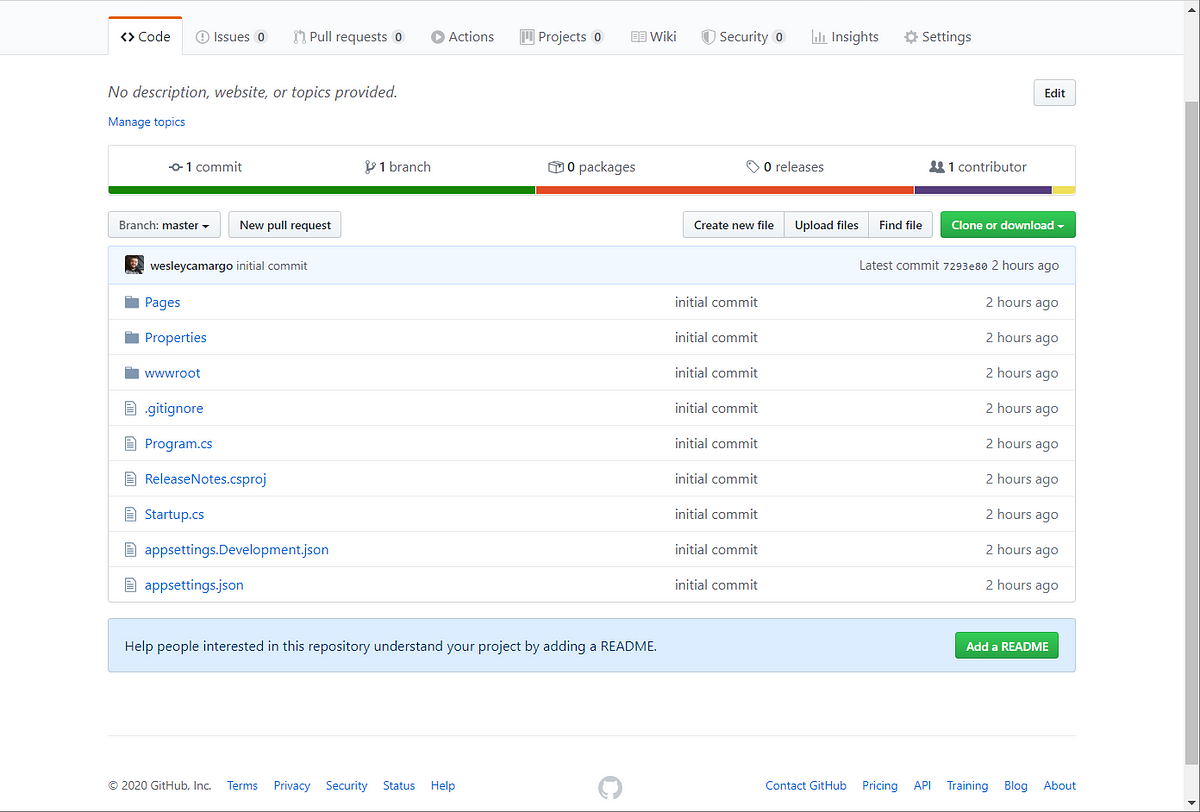 Code Issues 0 Pull requests 0 Actions Projects 0 Wiki Security 0 Insights Settings
No description, website, or topics provided. Edit
Manage topics
1 commit 1 branch 0 packages 0 releases 1 contributor
Branch: master New pull request Create new file Upload files Find file Clone or download
wesleycamargo initial commit Latest commit 7293e80 2 hours ago
Pages initial commit 2 hours ago
Properties initial commit 2 hours ago
wwwroot initial commit 2 hours ago
.gitignore initial commit 2 hours ago
Program.cs initial commit 2 hours ago
ReleaseNotes.csproj initial commit 2 hours ago
Startup.cs initial commit 2 hours ago
appsettings.Development.json initial commit 2 hours ago
appsettings.json initial commit 2 hours ago
Help people interested in this repository understand your project by adding a README. Add a README
© 2020 GitHub, Inc. Terms Privacy Security Status Help Contact GitHub Pricing API Training Blog About